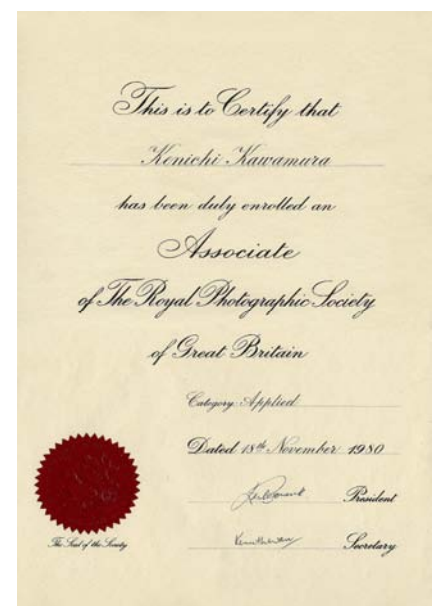 This is to Certify that
Kenichi Kawamura
has been duly enrolled an
Associate
of The Royal Photographic Society
of Great Britain
Category Applied
Dated 18th November 1980
President
Secretary
The Seal of the Society